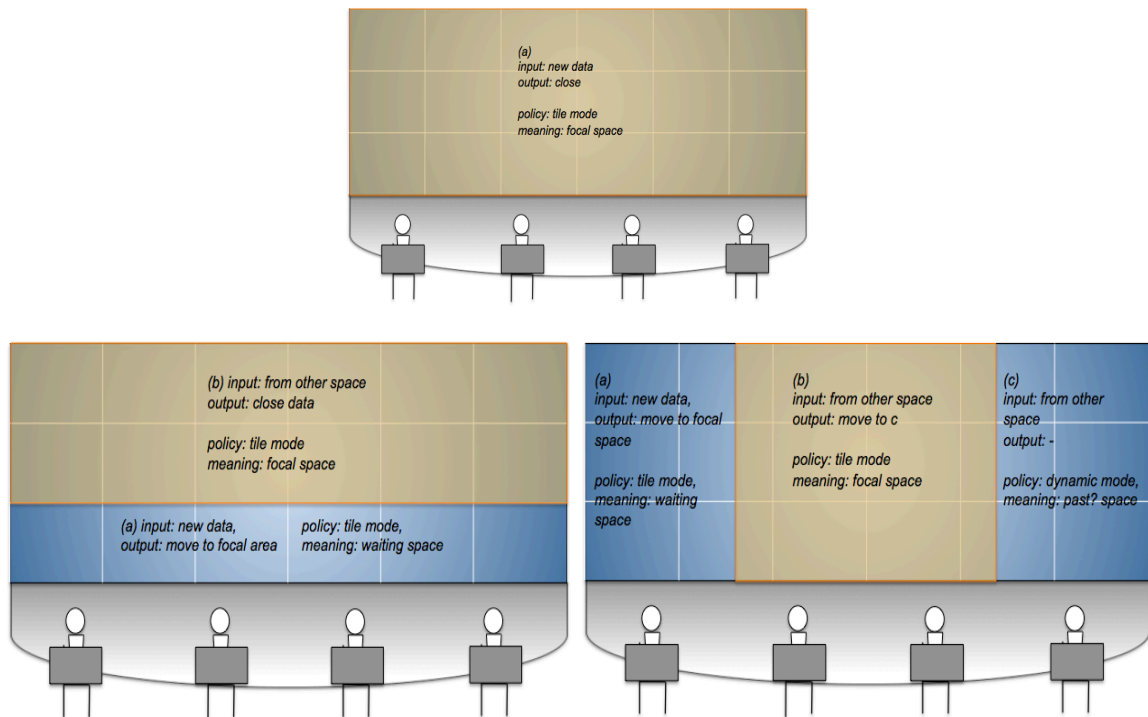 (a)
input: new data
output: close
policy: tile mode
meaning: focal space
(b) input: from other space
output: close data
policy: tile mode
meaning: focal space
(a) input: new data,
output: move to focal area
policy: tile mode,
meaning: waiting space
(a)
input: new data,
output: move to focal
space
policy: tile mode,
meaning: waiting
space
(b)
input: from other space
output: move to c
policy: tile mode
meaning: focal space
(c)
input: from other
space
output: -
policy: dynamic mode,
meaning: past? space